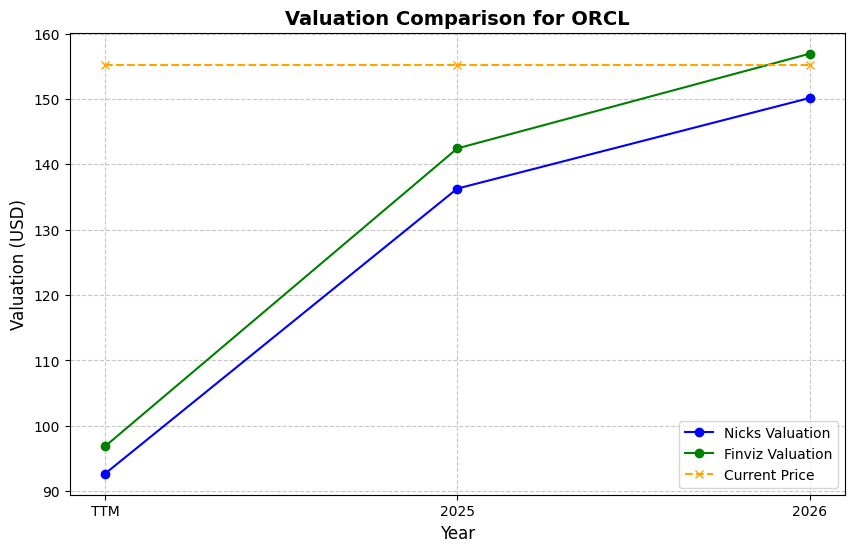 Valuation Comparison for ORCL
Valuation (USD)
160
150
140
130
120
110
100
90
TTM
2025
2026
Year
Nicks Valuation
Finviz Valuation
Current Price